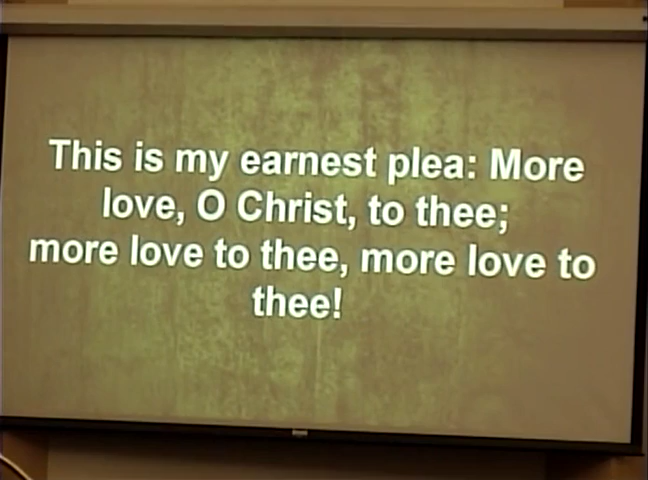 This is my earnest plea: More
love, O Christ, to thee;
more love to thee, more love to
thee!